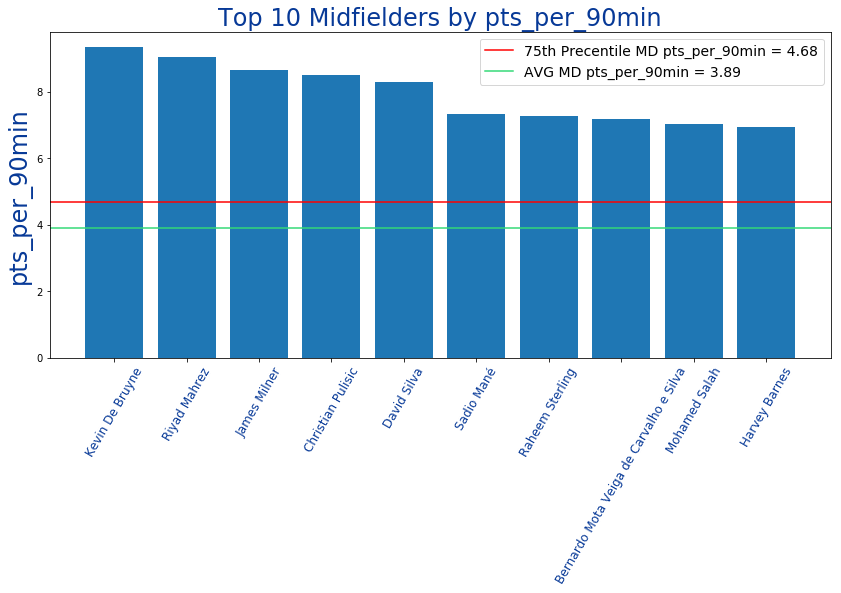 Top 10 Midfielders by pts_per_90min
75th Precentile MD pts_per_90min = 4.68
AVG MD pts_per_90min = 3.89
pts_per_90min
8
6
4
2
0
Kevin De Bruyne
Riyad Mahrez
James Milner
Christian Pulisic
David Silva
Sadio Mané
Raheem Sterling
Bernardo Mota Veiga de Carvalho e Silva
Mohamed Salah
Harvey Barnes